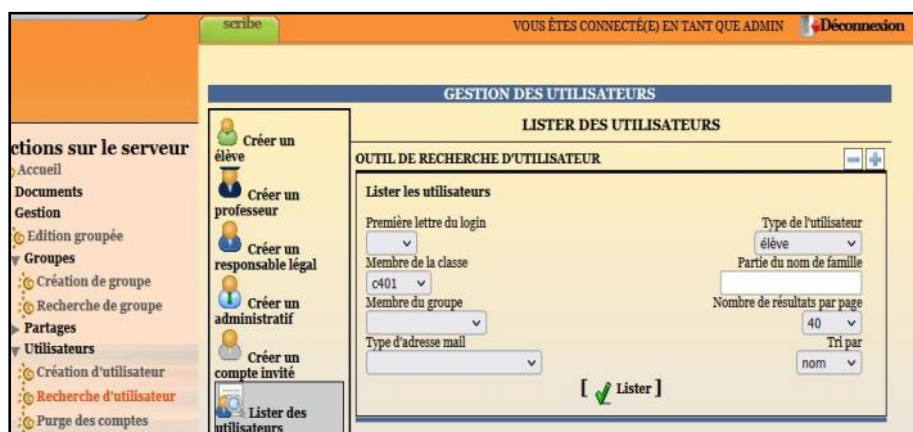 scribe
VOUS ÊTES CONNECTÉ(E) EN TANT QUE ADMIN
Déconnexion
ctions sur le serveur
Accueil
Documents
Gestion
Edition groupée
Groupes
Création de groupe
Recherche de groupe
Partages
Utilisateurs
Création d'utilisateur
Recherche d'utilisateur
Purge des comptes
GESTION DES UTILISATEURS
Créer un
élève
Créer un
professeur
Créer un
responsable légal
Créer un
administratif
Créer un
compte invité
Lister des
utilisateurs
LISTER DES UTILISATEURS
OUTIL DE RECHERCHE D'UTILISATEUR
Lister les utilisateurs
Première lettre du login
Type de l'utilisateur
élève
Membre de la classe
Partie du nom de famille
c401
Membre du groupe
Nombre de résultats par page
40
Type d'adresse mail
Tri par
nom
[ Lister ]